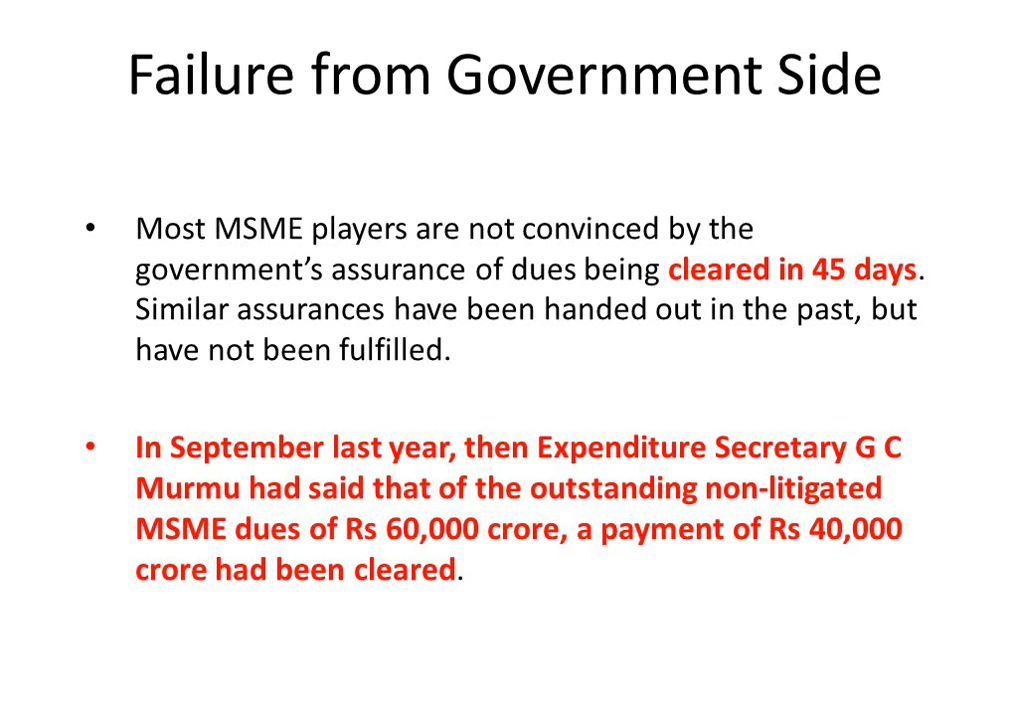 Failure from Government Side
• Most MSME players are not convinced by the
government’s assurance of dues being cleared in 45 days.
Similar assurances have been handed out in the past, but
have not been fulfilled.
• In September last year, then Expenditure Secretary G C
Murmu had said that of the outstanding non-litigated
MSME dues of Rs 60,000 crore, a payment of Rs 40,000
crore had been cleared.